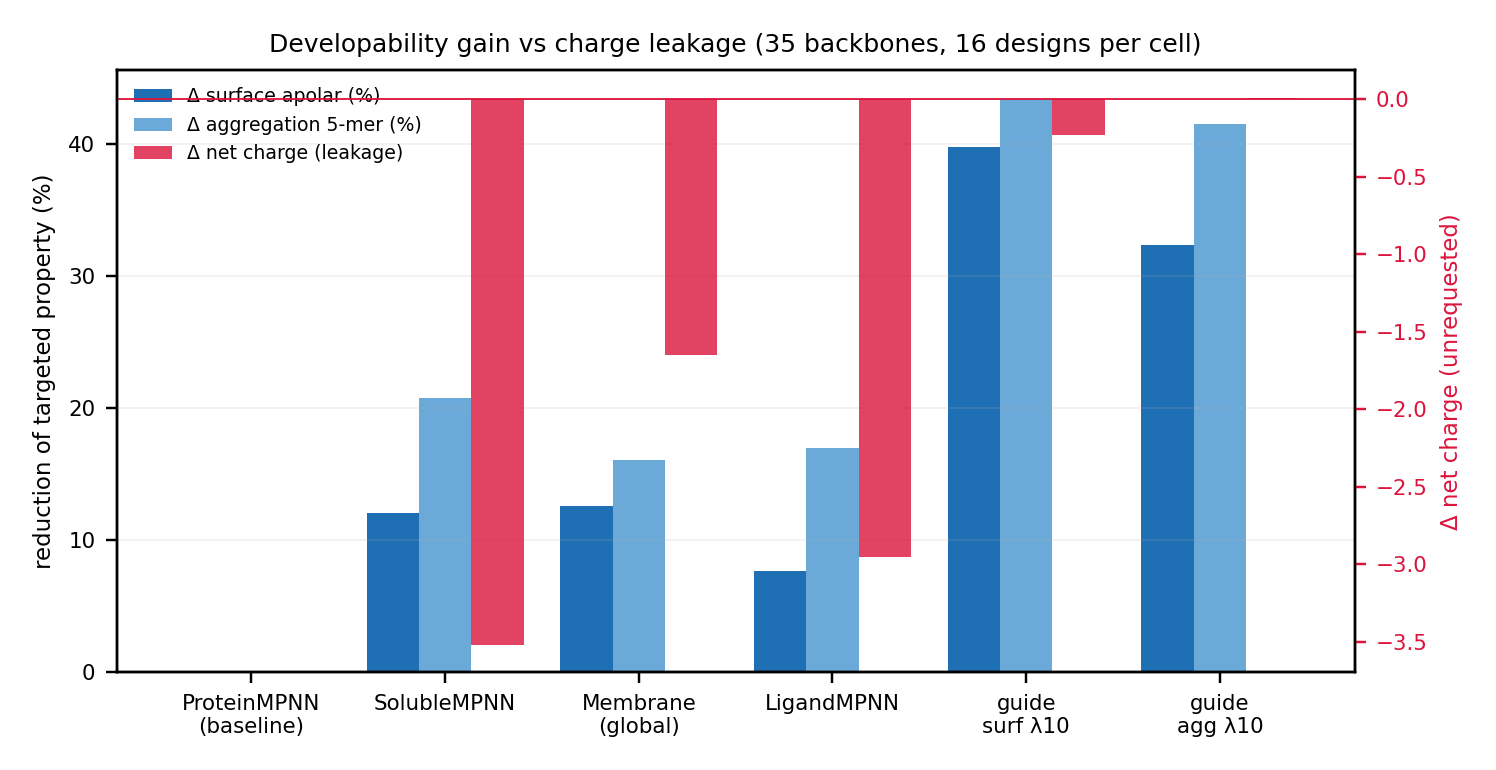 Developability gain vs charge leakage (35 backbones, 16 designs per cell)
Δ surface apolar (%)
Δ aggregation 5-mer (%)
Δ net charge (leakage)
reduction of targeted property (%)
40
30
20
10
0
0.0
−0.5
−1.0
−1.5
−2.0
−2.5
−3.0
−3.5
Δ net charge (unrequested)
ProteinMPNN
(baseline)
SolubleMPNN
Membrane
(global)
LigandMPNN
guide
surf λ10
guide
agg λ10